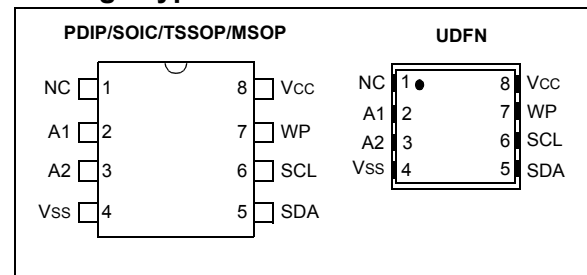 PDIP/SOIC/TSSOP/MSOP
NC 1 8 VCC
A1 2 7 WP
A2 3 6 SCL
VSS 4 5 SDA
UDFN
NC 1 8 VCC
A1 2 7 WP
A2 3 6 SCL
VSS 4 5 SDA